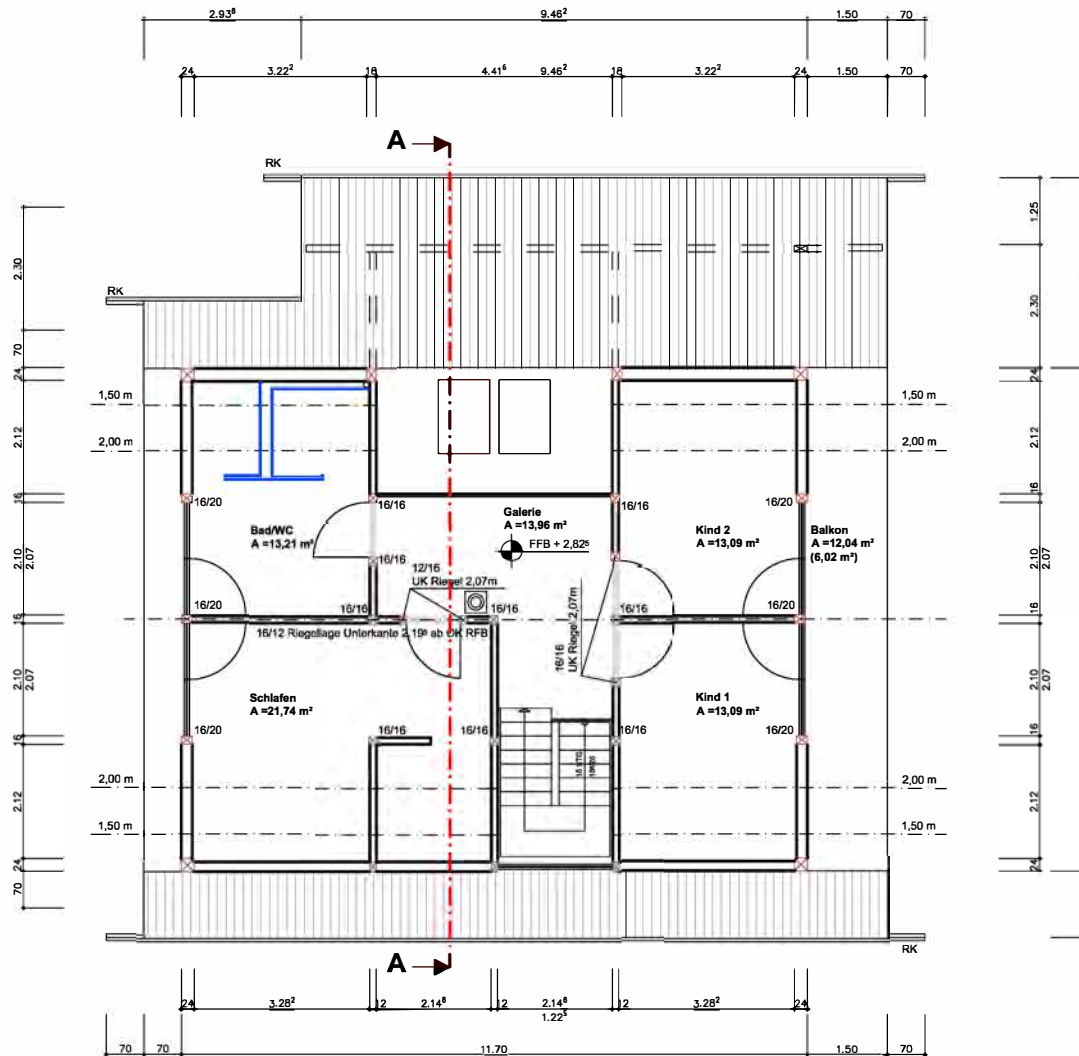 2.93⁸ 9.46² 1.50 70
24 3.22² 18 4.41⁶ 9.46² 18 3.22² 24 1.50 70
A
RK
RK
1.25
2.30
2.30
70
24
24
1,50 m
1,50 m
2.12
2.12
2,00 m
2,00 m
16
16
16/20 16/16 16/16 16/20
Galerie
A =13,96 m²
Bad/WC
A =13,21 m²
Kind 2
A =13,09 m²
Balkon
A =12,04 m²
(6,02 m²)
FFB + 2,82⁵
2.10
2.07
2.10
2.07
16/16
12/16
UK Riegel 2,07m
16/16
UK Riegel 2,07m
16/20 16/16 16/16 16/16 16/20
16
16
16/12 Riegellage Unterkante 2.19⁶ ab OK RFB
2.10
2.07
2.10
2.07
Schlafen
A =21,74 m²
Kind 1
A =13,09 m²
16/20 16/16 16/16 16/16 16/20
16
16
2,00 m
2,00 m
2.12
2.12
1,50 m
1,50 m
24
24
70
RK
A
24 3.28² 12 2.14⁸ 12 2.14⁸ 12 3.28² 24
1.22⁵
70 70 11.70 1.50 70